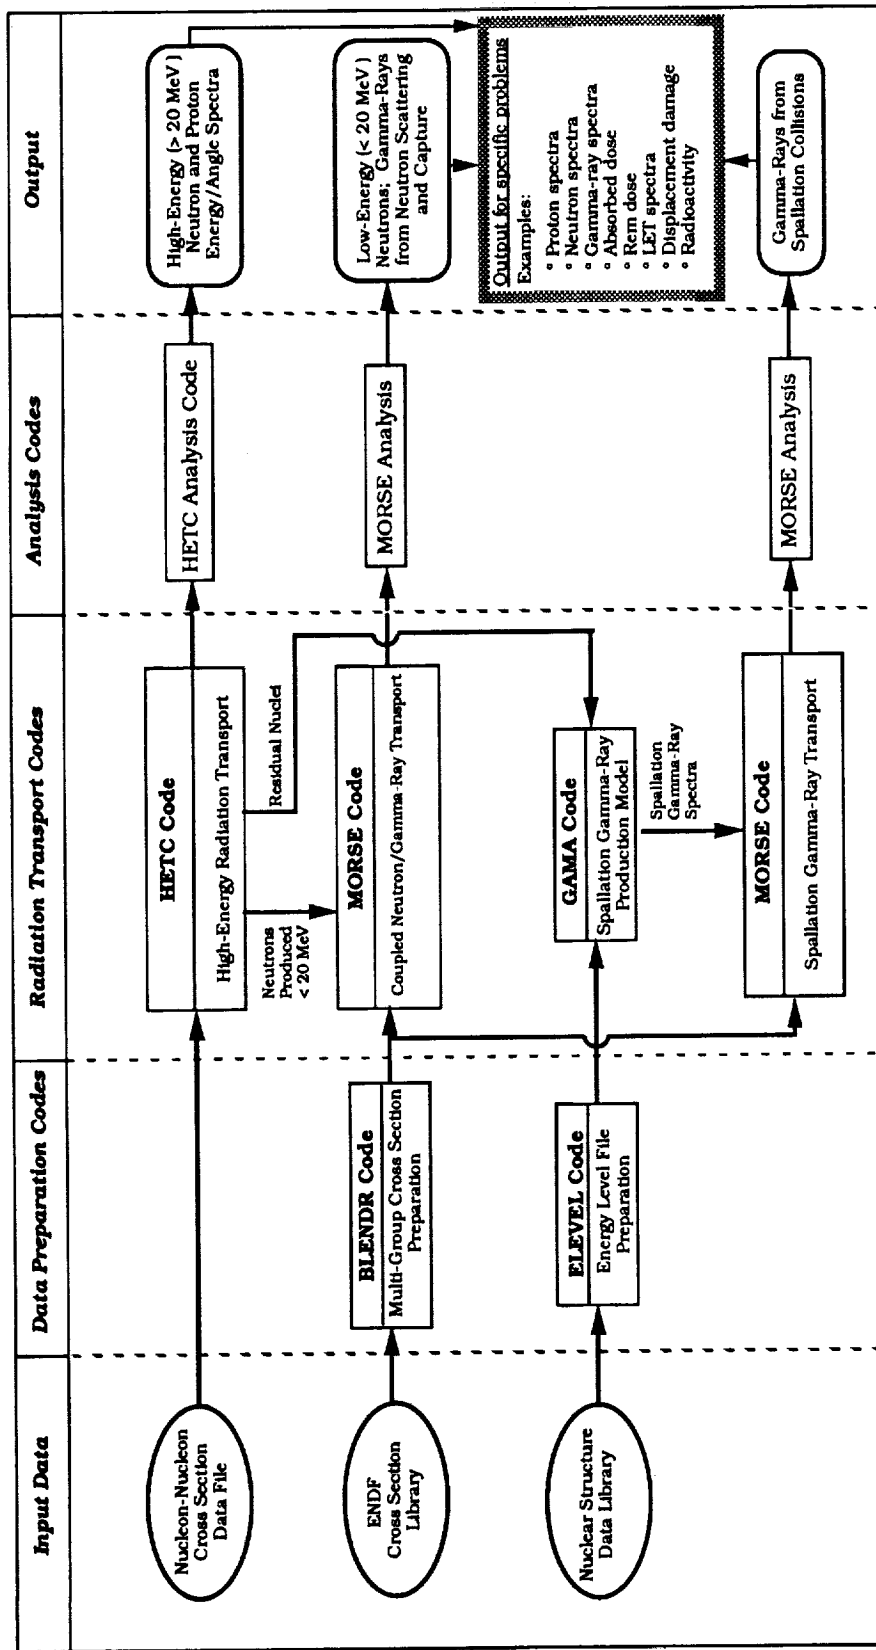 Input Data
Data Preparation Codes
Radiation Transport Codes
Analysis Codes
Output
Nucleon-Nucleon
Cross Section
Data File
HETC Code
High-Energy Radiation Transport
HETC Analysis Code
High-Energy (> 20 MeV)
Neutron and Proton
Energy/Angle Spectra
Neutrons
Produced
< 20 MeV
Residual Nuclei
ENDF
Cross Section
Library
BLENDR Code
Multi-Group Cross Section
Preparation
MORSE Code
Coupled Neutron/Gamma-Ray Transport
MORSE Analysis
Low-Energy (< 20 MeV)
Neutrons; Gamma-Rays
from Neutron Scattering
and Capture
Nuclear Structure
Data Library
ELEVEL Code
Energy Level File
Preparation
GAMA Code
Spallation Gamma-Ray
Production Model
Spallation
Gamma-Ray
Spectra
Output for specific problems
Examples:
° Proton spectra
° Neutron spectra
° Gamma-ray spectra
° Absorbed dose
° Rem dose
° LET spectra
° Displacement damage
° Radioactivity
MORSE Code
Spallation Gamma-Ray Transport
MORSE Analysis
Gamma-Rays from
Spallation Collisions